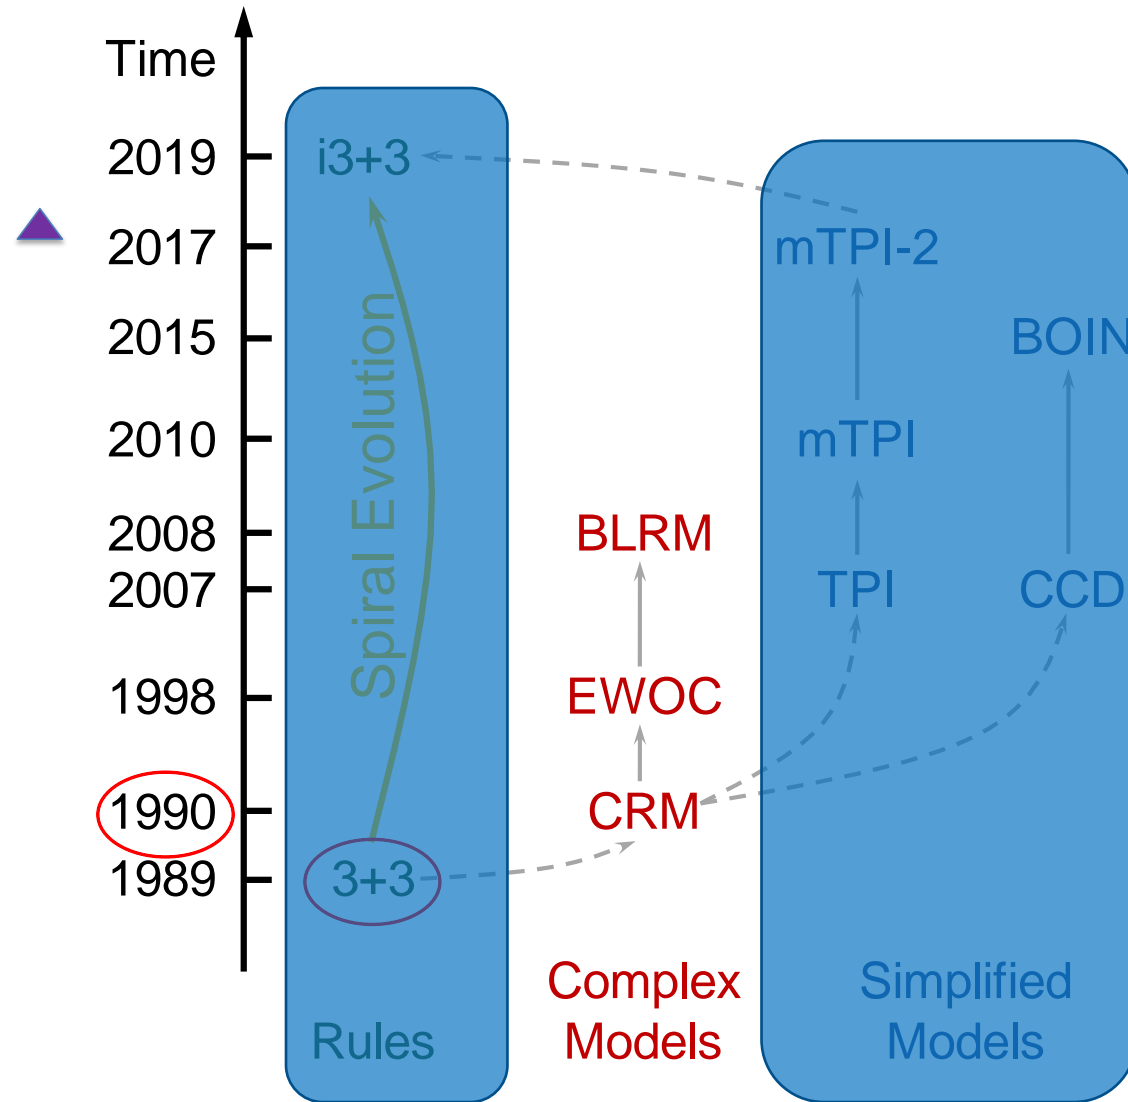 Time
2019
i3+3
2017
mTPI-2
2015
BOIN
2010
mTPI
Spiral Evolution
2008
BLRM
2007
TPI
CCD
1998
EWOC
1990
CRM
1989
3+3
Rules
Complex
Models
Simplified
Models